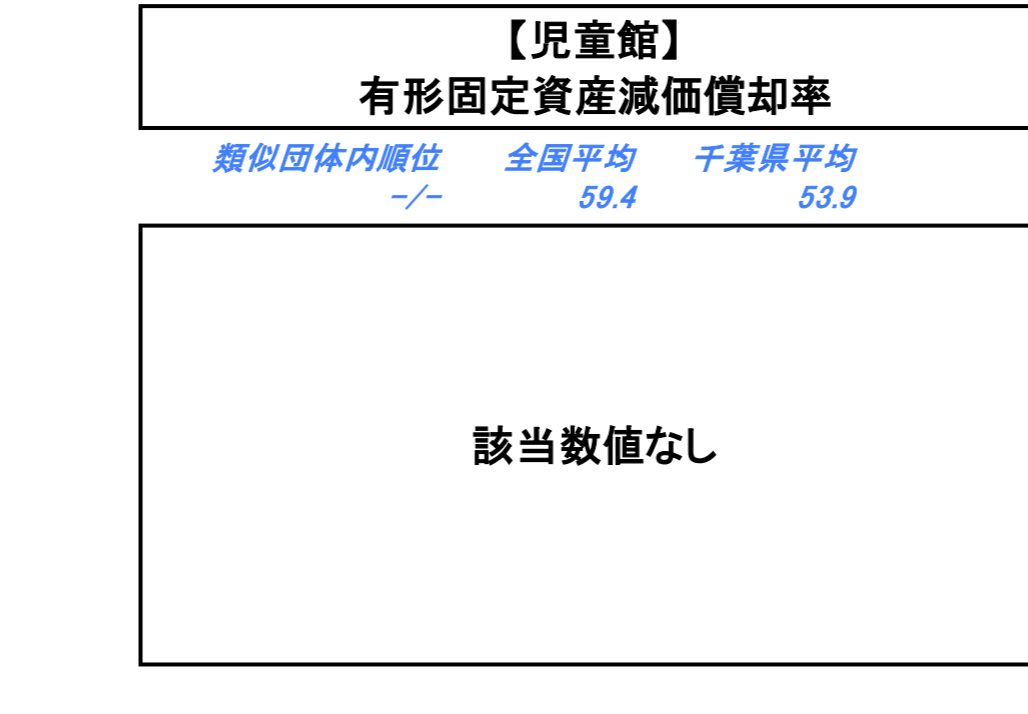 【児童館】
有形固定資産減価償却率
類似団体内順位 全国平均 千葉県平均
-/- 59.4 53.9
該当数値なし